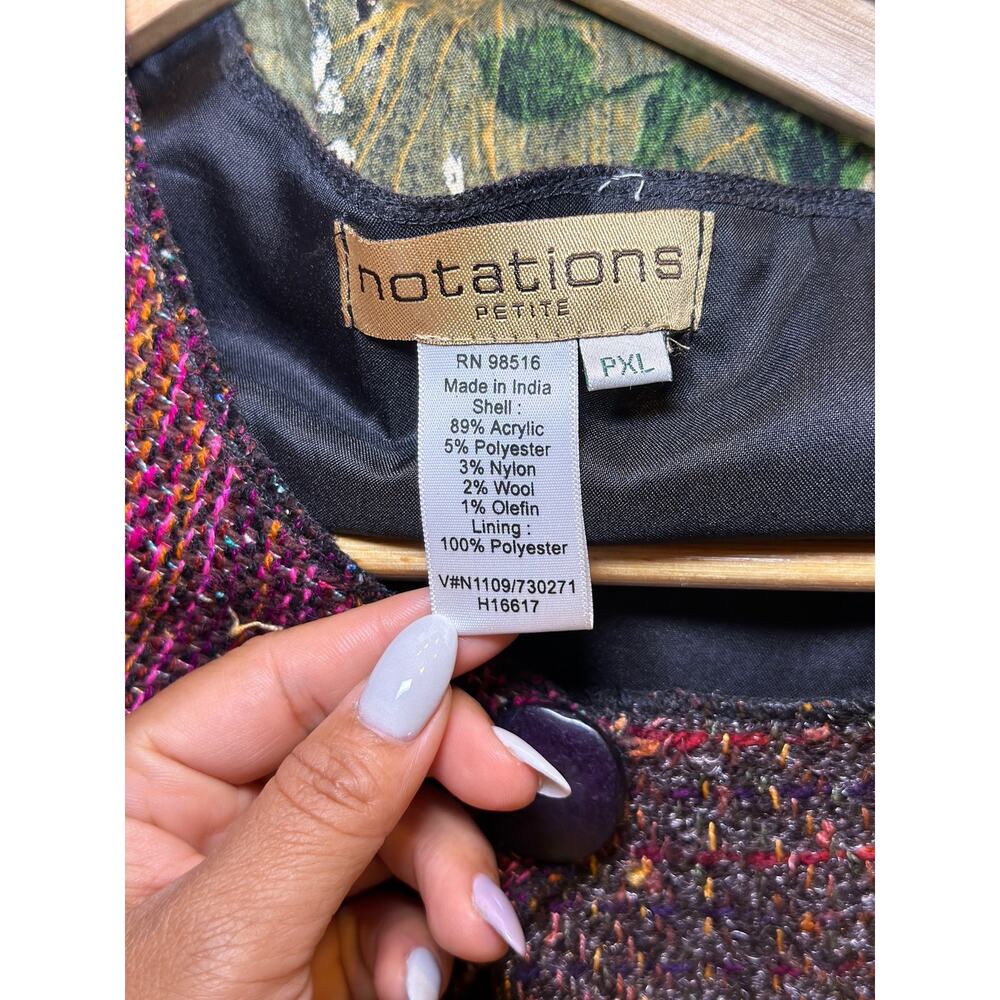 notations
PETITE
PXL
RN 98516
Made in India
Shell :
89% Acrylic
5% Polyester
3% Nylon
2% Wool
1% Olefin
Lining :
100% Polyester
V#N1109/730271
H16617